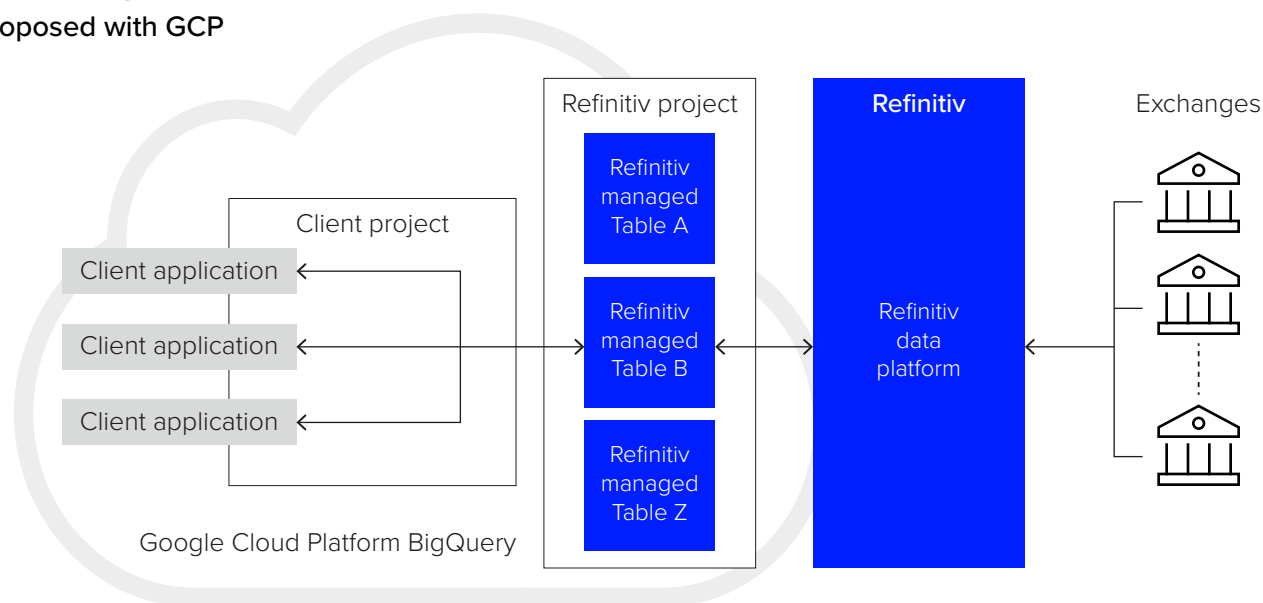 oposed with GCP
Refinitiv project
Refinitiv
Exchanges
Refinitiv
managed
Table A
Client project
Client application
Client application
Client application
Refinitiv
managed
Table B
Refinitiv
data
platform
Refinitiv
managed
Table Z
Google Cloud Platform BigQuery